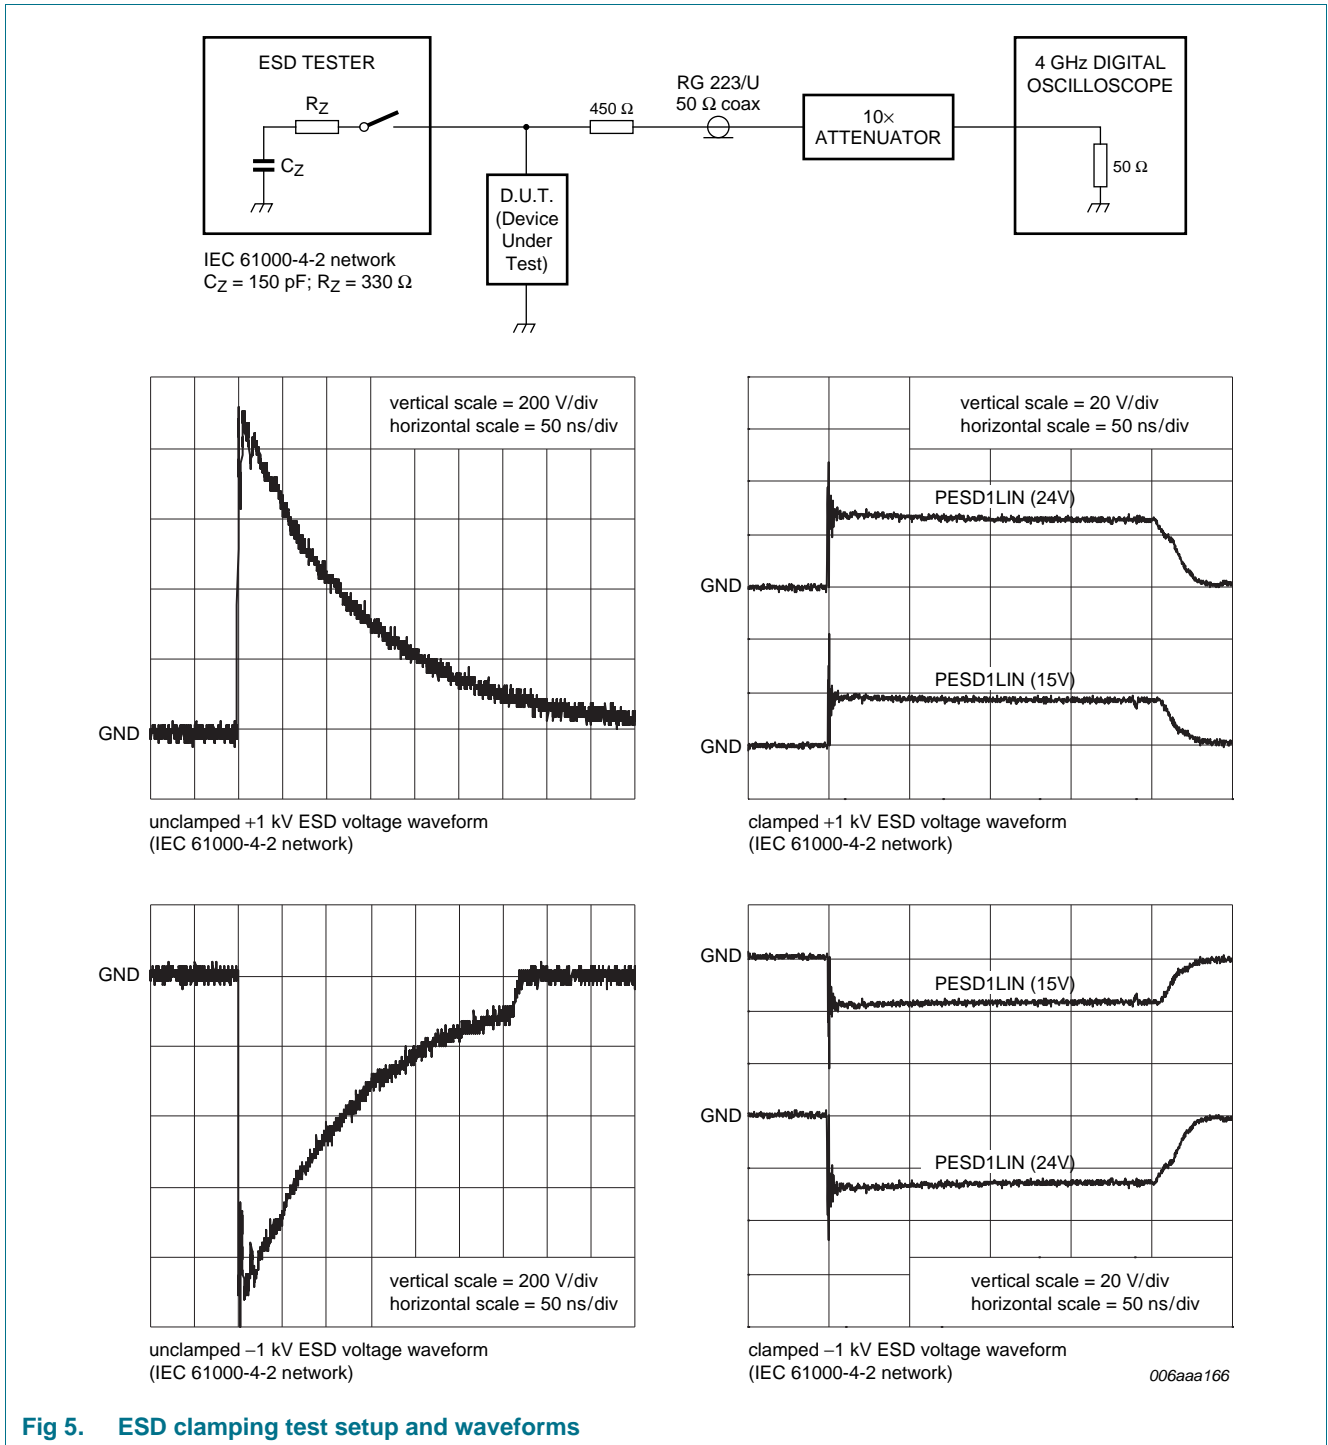 ESD TESTER
RZ
CZ
IEC 61000-4-2 network
CZ = 150 pF; RZ = 330 Ω
D.U.T.
(Device
Under
Test)
450 Ω
RG 223/U
50 Ω coax
10×
ATTENUATOR
4 GHz DIGITAL
OSCILLOSCOPE
50 Ω
vertical scale = 200 V/div
horizontal scale = 50 ns/div
GND
unclamped +1 kV ESD voltage waveform
(IEC 61000-4-2 network)
vertical scale = 20 V/div
horizontal scale = 50 ns/div
PESD1LIN (24V)
GND
PESD1LIN (15V)
GND
clamped +1 kV ESD voltage waveform
(IEC 61000-4-2 network)
GND
vertical scale = 200 V/div
horizontal scale = 50 ns/div
unclamped −1 kV ESD voltage waveform
(IEC 61000-4-2 network)
GND
PESD1LIN (15V)
GND
PESD1LIN (24V)
vertical scale = 20 V/div
horizontal scale = 50 ns/div
clamped −1 kV ESD voltage waveform
(IEC 61000-4-2 network)
006aaa166
Fig 5. ESD clamping test setup and waveforms